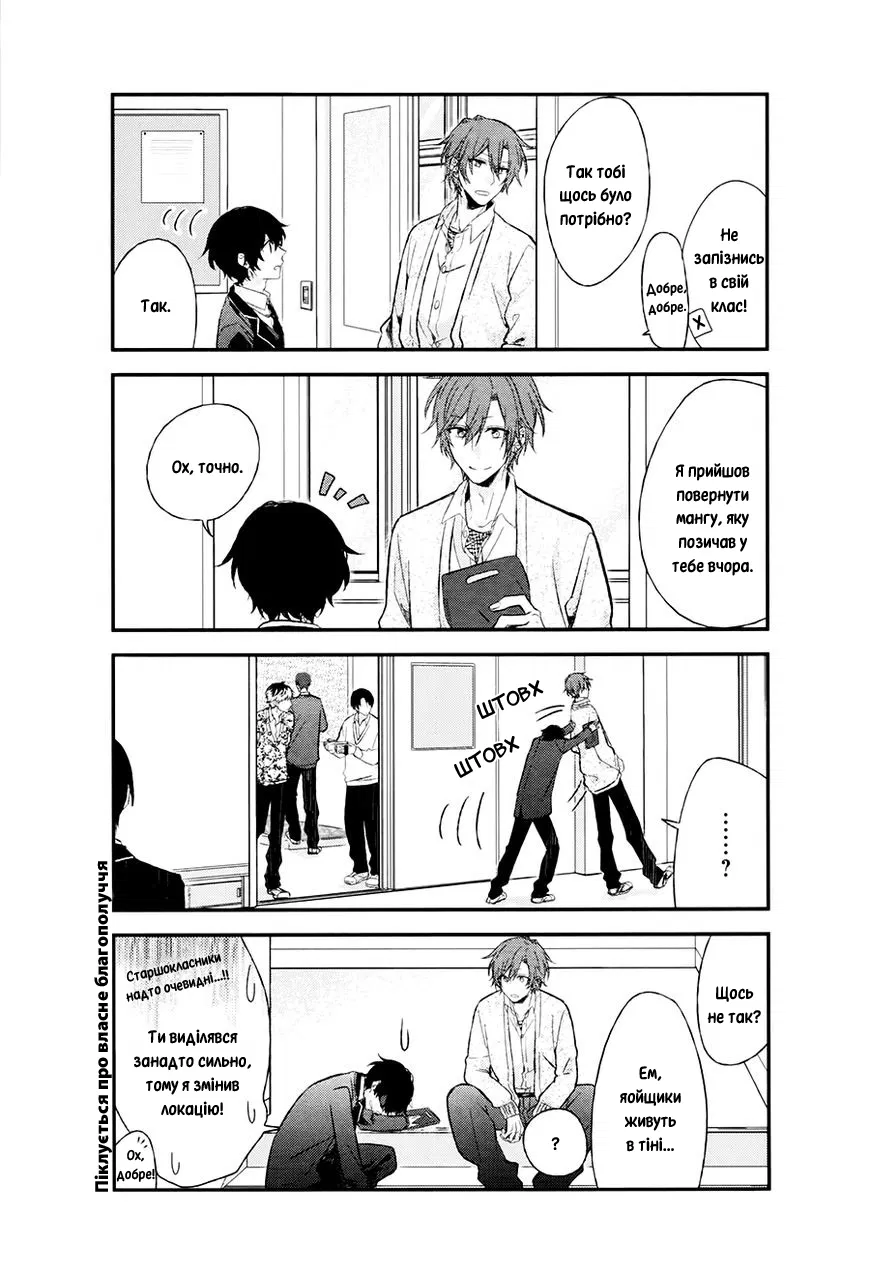 Не
запізнись
в свій
клас!
Добре,
добре.
Так тобі
щось було
потрібно?
Так.
Я прийшов
повернути
мангу, яку
позичав у
тебе вчора.
Ох, точно.
ШТОВХ
ШТОВХ
.......
?
Щось
не так?
Ем,
яойщики
живуть
в тіні...
?
Старшокласники
надто очевидні...!!
Ти виділявся
занадто сильно,
тому я змінив
локацію!
Ох,
добре!
Піклується про власне благополуччя